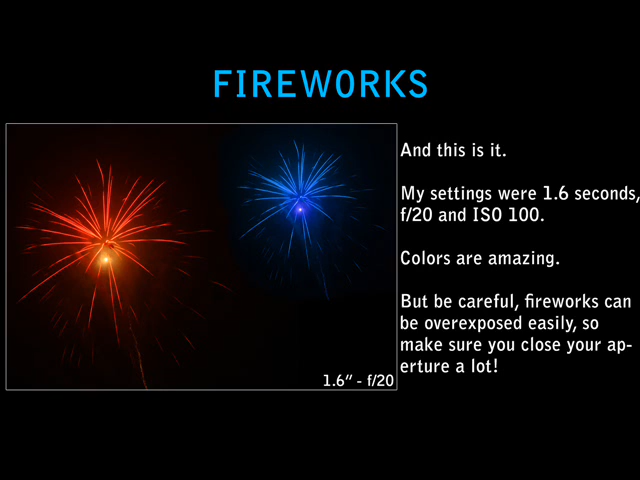 FIREWORKS
And this is it.
My settings were 1.6 seconds,
f/20 and ISO 100.
Colors are amazing.
But be careful, fireworks can
be overexposed easily, so
make sure you close your ap-
erture a lot!
1.6” - f/20